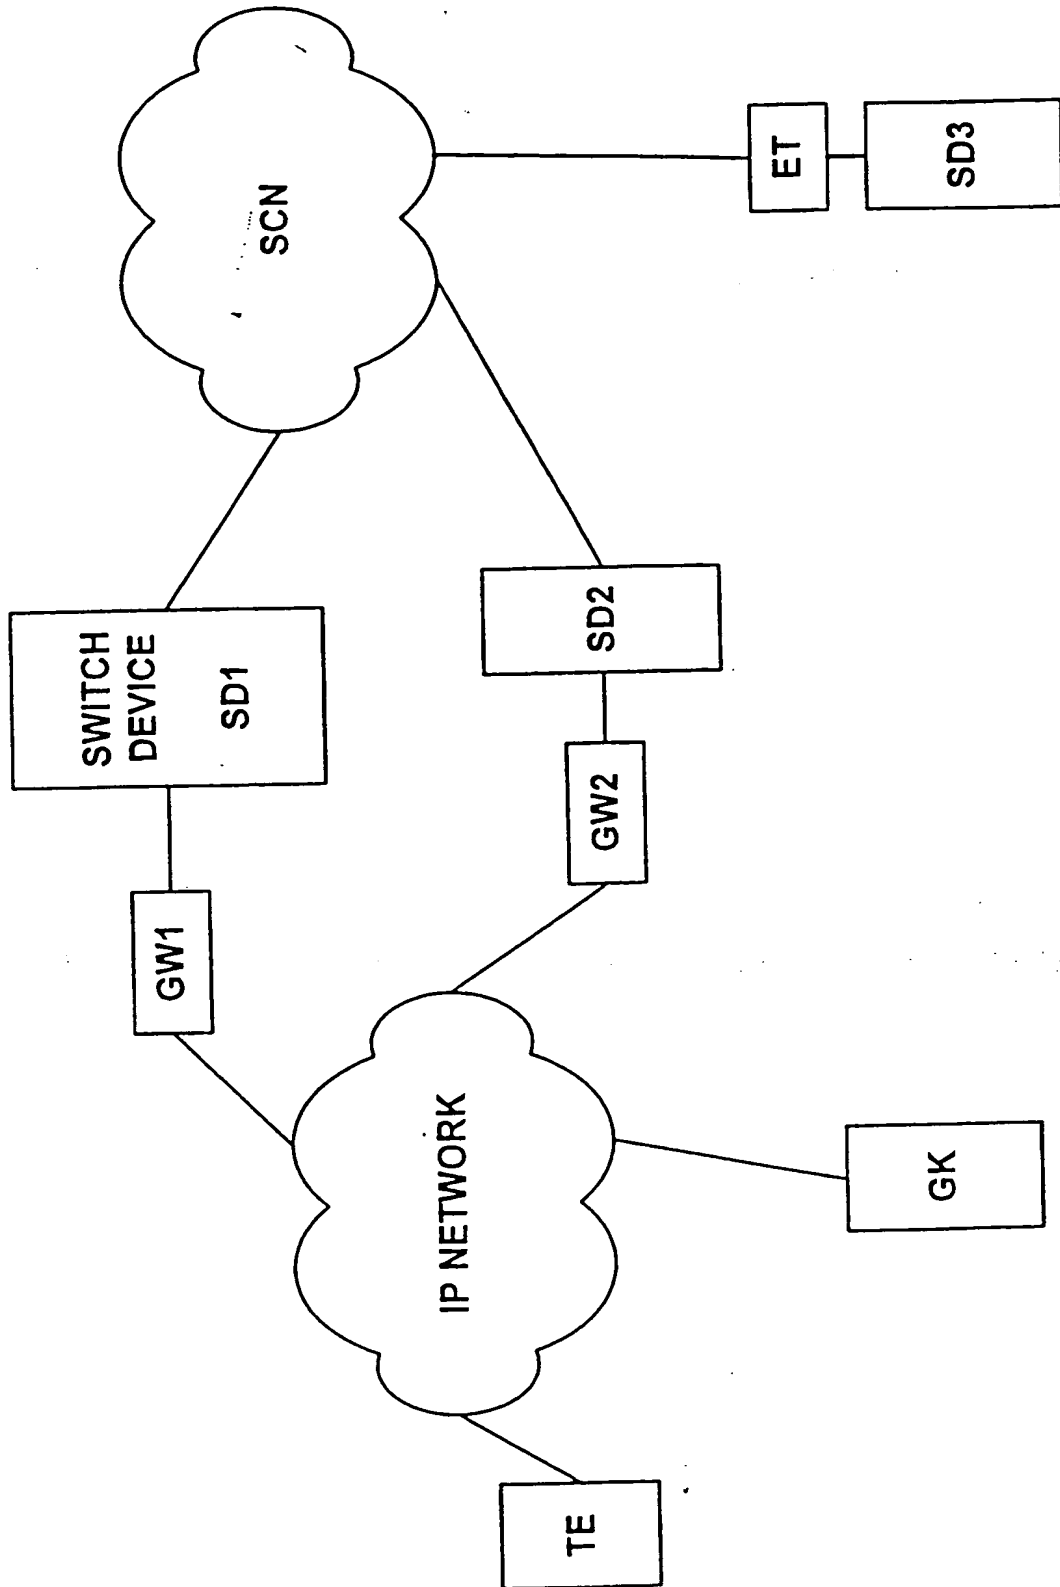 SWITCH
DEVICE
SD1
SCN
GW1
SD2
GW2
IP NETWORK
ET
SD3
TE
GK